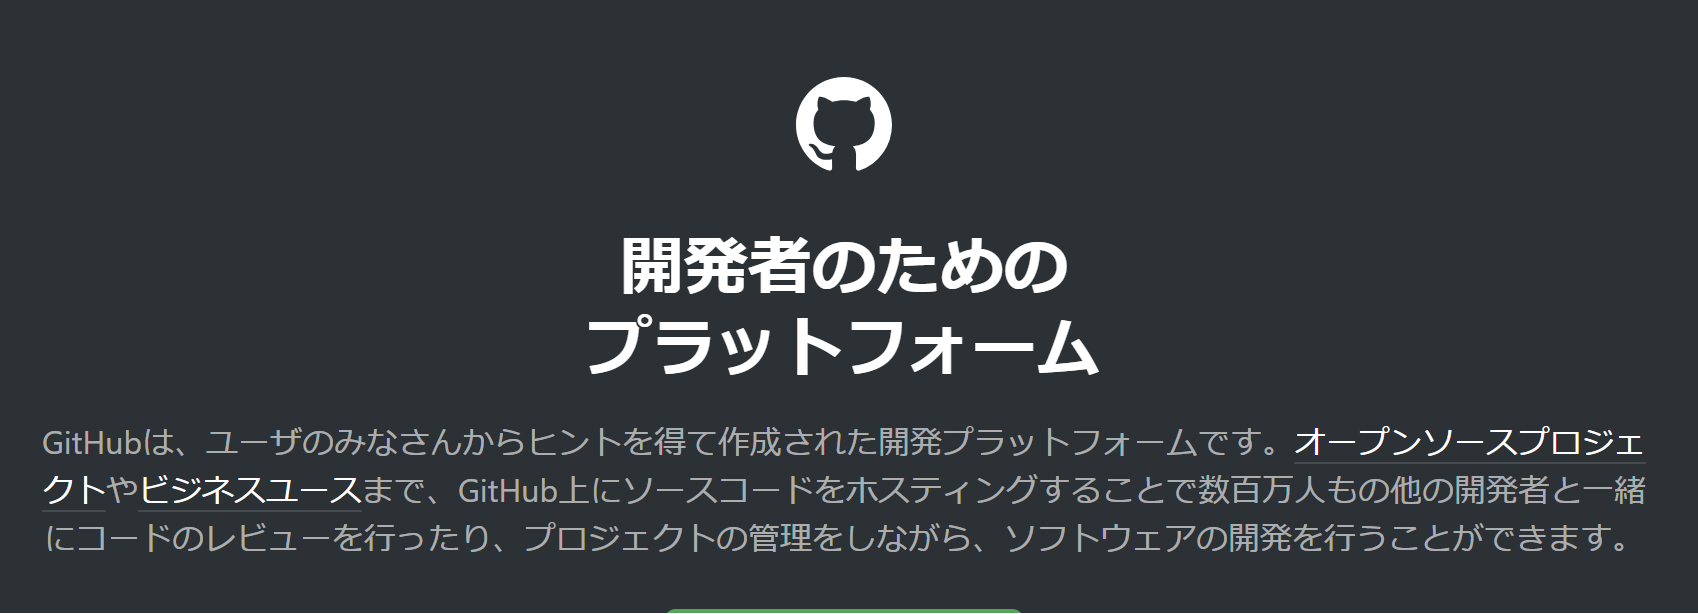 開発者のための
プラットフォーム
GitHubは、ユーザのみなさんからヒントを得て作成された開発プラットフォームです。オープンソースプロジェ
クトやビジネスユースまで、GitHub上にソースコードをホスティングすることで数百万人もの他の開発者と一緒
にコードのレビューを行ったり、プロジェクトの管理をしながら、ソフトウェアの開発を行うことができます。